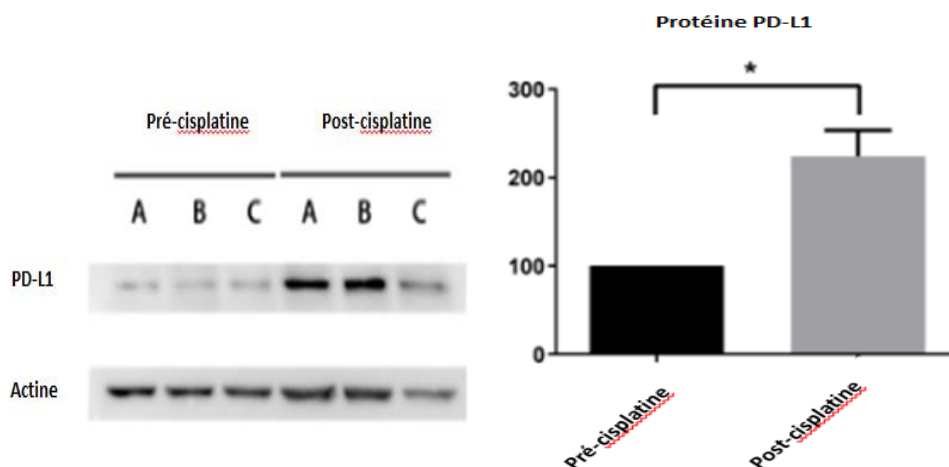 Pré-cisplatine Post-cisplatine
A B C A B C
PD-L1
Actine
Protéine PD-L1
*
300
200
100
0
Pré-cisplatine Post-cisplatine